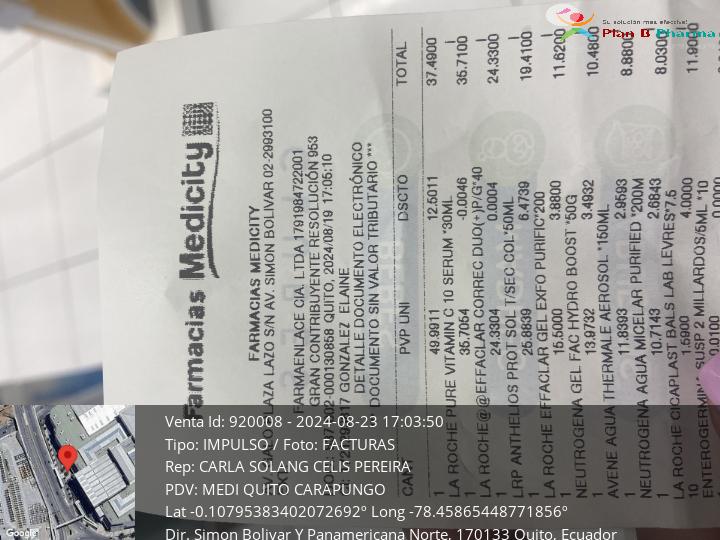 Su solución más efectiva!
Plan B Pharma
Farmacias Medicity
FARMACIAS MEDICITY
PLAZA LAZO S/N AV. SIMON BOLIVAR 02-2993100
FARMAENLACE CIA. LTDA 1791984722001
GRAN CONTRIBUYENTE RESOLUCIÓN 953
000130858 QUITO, 2024/08/19 17:05:10
GONZALEZ ELAINE
DETALLE DOCUMENTO ELECTRÓNICO
DOCUMENTO SIN VALOR TRIBUTARIO ***
CANT PVP UNI DSCTO TOTAL
1 49.9911 12.5011 37.4900
LA ROCHE PURE VITAMIN C 10 SERUM *30ML
1 35.7054 -0.0046 35.7100
LA ROCHE@@EFFACLAR CORREC DUO(+)P/G*40
1 24.3304 0.0004 24.3300
LRP ANTHELIOS PROT.SOL T/SEC COL*50ML
1 25.8839 6.4739 19.4100
LA ROCHE EFFACLAR GEL EXFO PURIFIC*200
1 15.5000 3.8800 11.6200
NEUTROGENA GEL FAC HYDRO BOOST *50G
1 13.9732 3.4932 10.4800
AVENE AGUA THERMALE AEROSOL *150ML
1 11.8393 2.9593 8.8800
NEUTROGENA AGUA MICELAR PURIFIED *200M
1 10.7143 2.6843 8.0300
LA ROCHE CICAPLAST BALS LAB LEVRES*7.5
10 1.5900 4.0000 11.9000
ENTEROGERMINA SUSP 2 MILLARDOS/5ML *10
0.0100 0.0000
Venta Id: 920008 - 2024-08-23 17:03:50
Tipo: IMPULSO / Foto: FACTURAS
Rep: CARLA SOLANG CELIS PEREIRA
PDV: MEDI QUITO CARAPUNGO
Lat -0.10795383402072692º Long -78.45865448771856º
Dir. Simon Bolivar Y Panamericana Norte, 170133 Quito, Ecuador
Google